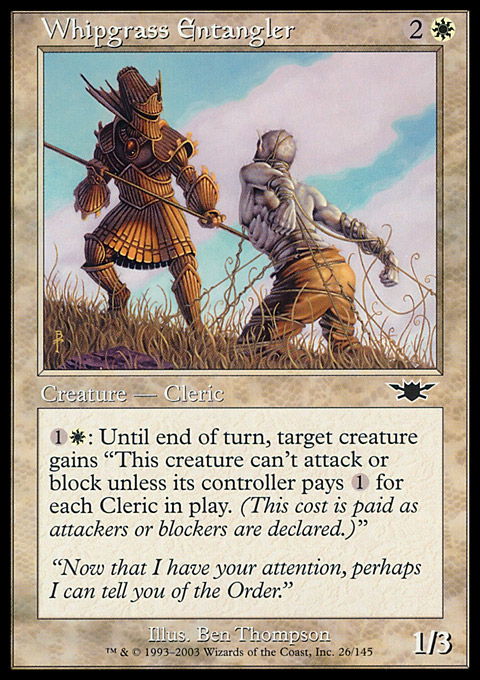 Whipgrass Entangler 2
Creature — Cleric
1 : Until end of turn, target creature
gains “This creature can't attack or
block unless its controller pays 1 for
each Cleric in play. (This cost is paid as
attackers or blockers are declared.)”
“Now that I have your attention, perhaps
I can tell you of the Order.”
Illus. Ben Thompson
™ & © 1993–2003 Wizards of the Coast, Inc. 26/145
1/3